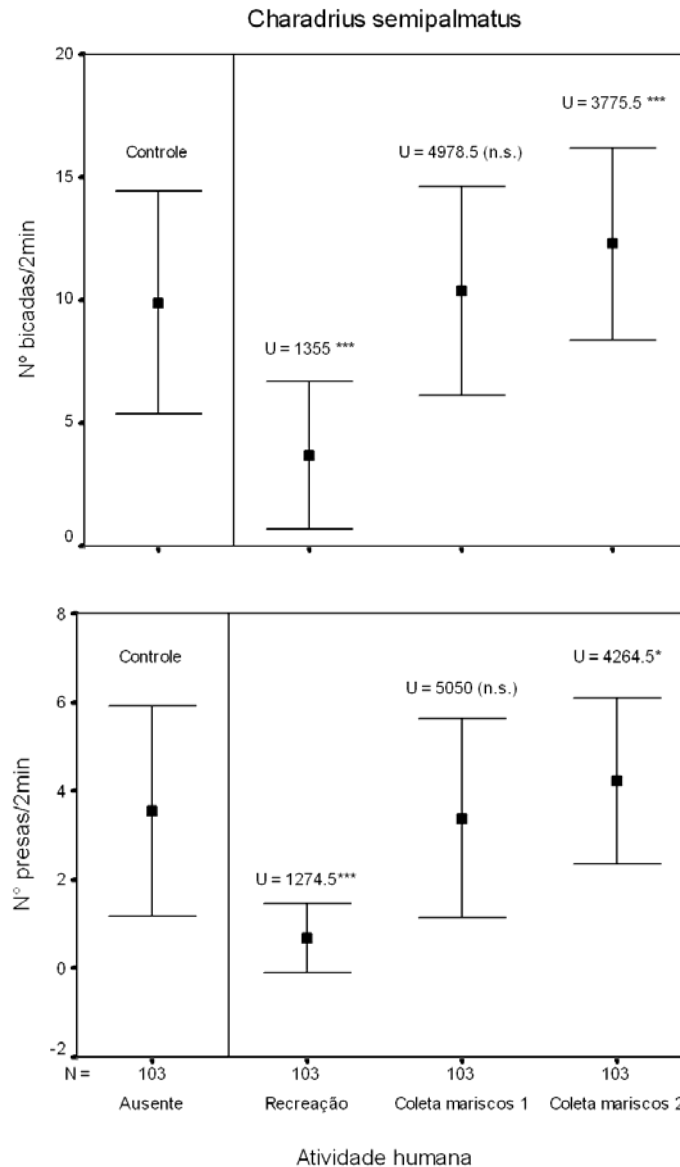 Charadrius semipalmatus
20
15
10
5
0
Nº bicadas/2min
Controle
U = 1355 ***
U = 4978.5 (n.s.)
U = 3775.5 ***
8
6
4
2
0
-2
N° presas/2min
Controle
U = 1274.5***
U = 5050 (n.s.)
U = 4264.5*
N = 103 103 103 103
Ausente Recreação Coleta mariscos 1 Coleta mariscos 2
Atividade humana